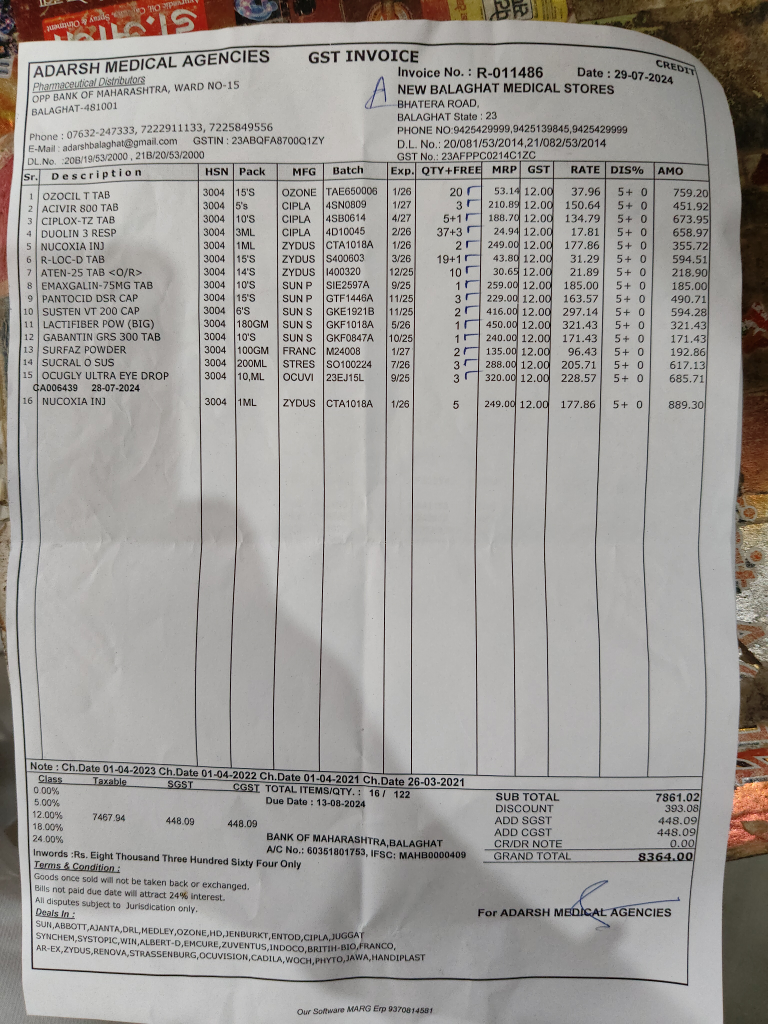 Ayurvedic Oil, Cap, Spray & Ointment
ADARSH MEDICAL AGENCIES
Pharmaceutical Distributors
OPP BANK OF MAHARASHTRA, WARD NO-15
BALAGHAT-481001
Phone : 07632-247333, 7222911133, 7225849556
E-Mail : adarshbalaghat@gmail.com GSTIN : 23ABQFA8700Q1ZY
DL.No. :20B/19/53/2000 , 21B/20/53/2000
GST INVOICE
CREDIT
Invoice No. : R-011486 Date : 29-07-2024
A
NEW BALAGHAT MEDICAL STORES
BHATERA ROAD,
BALAGHAT State : 23
PHONE NO:9425429999,9425139845,9425429999
D.L. No.: 20/081/53/2014,21/082/53/2014
GST No.: 23AFPPC0214C1ZC
Sr. Description HSN Pack MFG Batch Exp. QTY+FREE MRP GST RATE DIS% AMO
1 OZOCIL T TAB 3004 15'S OZONE TAE650006 1/26 20 53.14 12.00 37.96 5+ 0 759.20
2 ACIVIR 800 TAB 3004 5's CIPLA 4SN0809 1/27 3 210.89 12.00 150.64 5+ 0 451.92
3 CIPLOX-TZ TAB 3004 10'S CIPLA 4SB0614 4/27 5+1 188.70 12.00 134.79 5+ 0 673.95
4 DUOLIN 3 RESP 3004 3ML CIPLA 4D10045 2/26 37+3 24.94 12.00 17.81 5+ 0 658.97
5 NUCOXIA INJ 3004 1ML ZYDUS CTA1018A 1/26 2 249.00 12.00 177.86 5+ 0 355.72
6 R-LOC-D TAB 3004 15'S ZYDUS S400603 3/26 19+1 43.80 12.00 31.29 5+ 0 594.51
7 ATEN-25 TAB <O/R> 3004 14'S ZYDUS I400320 12/25 10 30.65 12.00 21.89 5+ 0 218.90
8 EMAXGALIN-75MG TAB 3004 10'S SUN P SIE2597A 9/25 1 259.00 12.00 185.00 5+ 0 185.00
9 PANTOCID DSR CAP 3004 15'S SUN P GTF1446A 11/25 3 229.00 12.00 163.57 5+ 0 490.71
10 SUSTEN VT 200 CAP 3004 6'S SUN S GKE1921B 11/25 2 416.00 12.00 297.14 5+ 0 594.28
11 LACTIFIBER POW (BIG) 3004 180GM SUN S GKF1018A 5/26 1 450.00 12.00 321.43 5+ 0 321.43
12 GABANTIN GRS 300 TAB 3004 10'S SUN S GKF0847A 10/25 1 240.00 12.00 171.43 5+ 0 171.43
13 SURFAZ POWDER 3004 100GM FRANC M24008 1/27 2 135.00 12.00 96.43 5+ 0 192.86
14 SUCRAL O SUS 3004 200ML STRES SO100224 7/26 3 288.00 12.00 205.71 5+ 0 617.13
15 OCUGLY ULTRA EYE DROP 3004 10,ML OCUVI 23EJ15L 9/25 3 320.00 12.00 228.57 5+ 0 685.71
CA006439 28-07-2024
16 NUCOXIA INJ 3004 1ML ZYDUS CTA1018A 1/26 5 249.00 12.00 177.86 5+ 0 889.30
Note : Ch.Date 01-04-2023 Ch.Date 01-04-2022 Ch.Date 01-04-2021 Ch.Date 26-03-2021
Class Taxable SGST CGST TOTAL ITEMS/QTY. : 16 / 122
0.00% Due Date : 13-08-2024
5.00%
12.00% 7467.94 448.09 448.09
18.00%
24.00%
BANK OF MAHARASHTRA,BALAGHAT
A/C No.: 60351801753, IFSC: MAHB0000409
SUB TOTAL 7861.02
DISCOUNT 393.08
ADD SGST 448.09
ADD CGST 448.09
CR/DR NOTE 0.00
GRAND TOTAL 8364.00
Inwords :Rs. Eight Thousand Three Hundred Sixty Four Only
Terms & Condition :
Goods once sold will not be taken back or exchanged.
Bills not paid due date will attract 24% interest.
All disputes subject to Jurisdication only.
Deals In :
SUN,ABBOTT,AJANTA,DRL,MEDLEY,OZONE,HD,JENBURKT,ENTOD,CIPLA,JUGGAT
SYNCHEM,SYSTOPIC,WIN,ALBERT-D,EMCURE,ZUVENTUS,INDOCO,BRITIH-BIO,FRANCO,
AR-EX,ZYDUS,RENOVA,STRASSENBURG,OCUVISION,CADILA,WOCH,PHYTO,JAWA,HANDIPLAST
For ADARSH MEDICAL AGENCIES
Our Software MARG Erp 9370814581